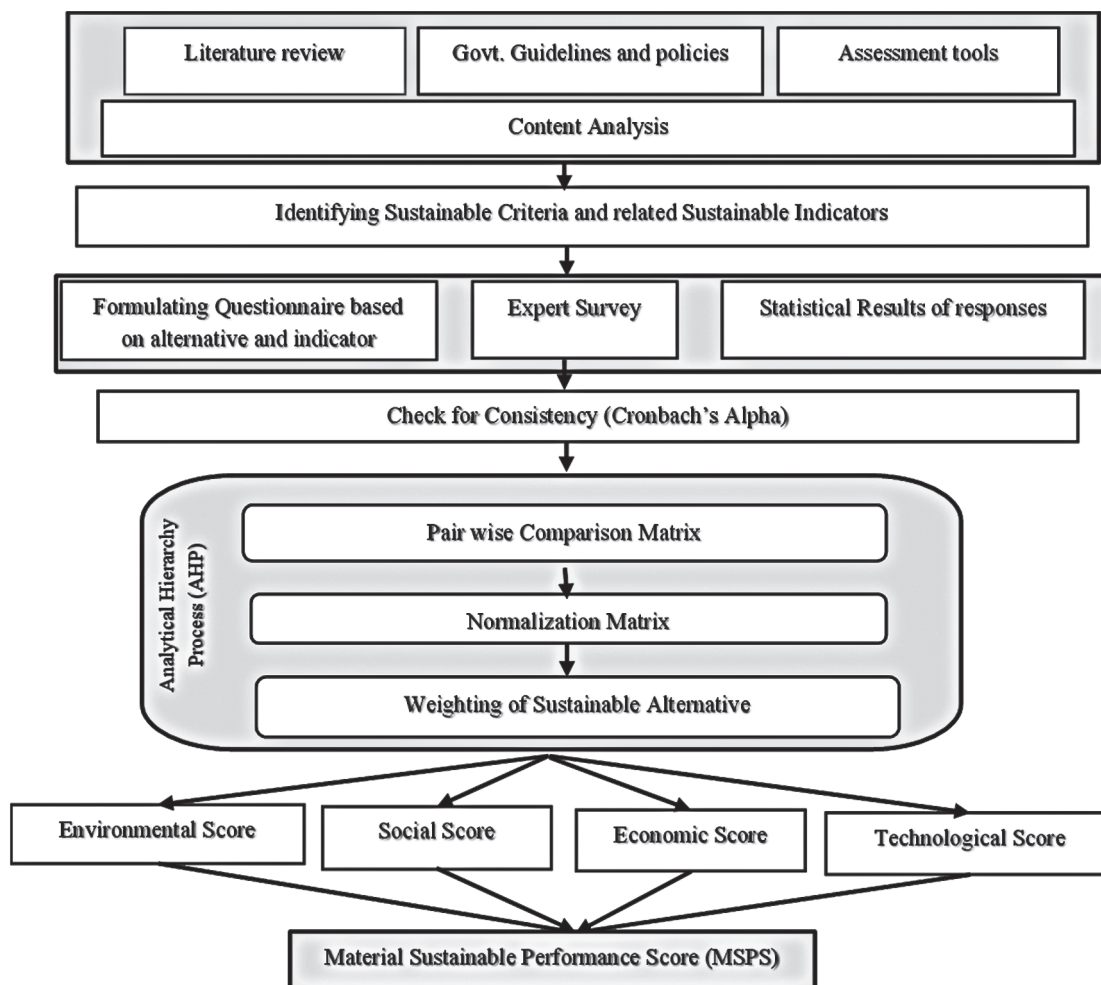 Literature review
Govt. Guidelines and policies
Assessment tools
Content Analysis
Identifying Sustainable Criteria and related Sustainable Indicators
Formulating Questionnaire based
on alternative and indicator
Expert Survey
Statistical Results of responses
Check for Consistency (Cronbach's Alpha)
Analytical Hierarchy
Process (AHP)
Pair wise Comparison Matrix
Normalization Matrix
Weighting of Sustainable Alternative
Environmental Score
Social Score
Economic Score
Technological Score
Material Sustainable Performance Score (MSPS)